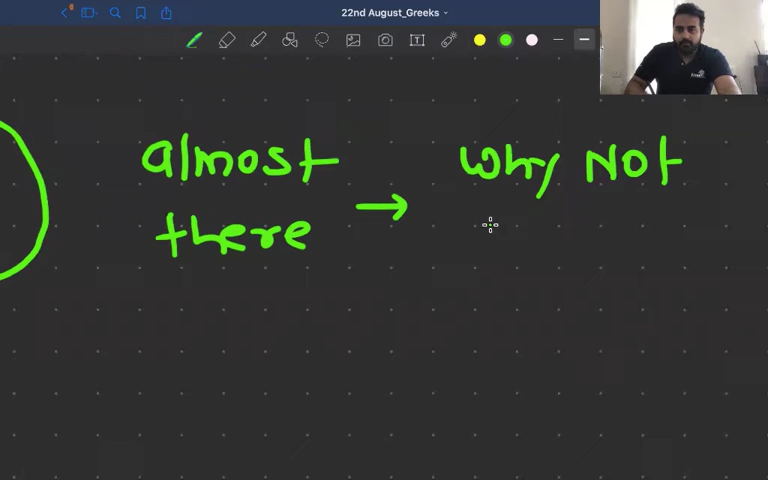 22nd August_Greeks
almost
there
→
why Not